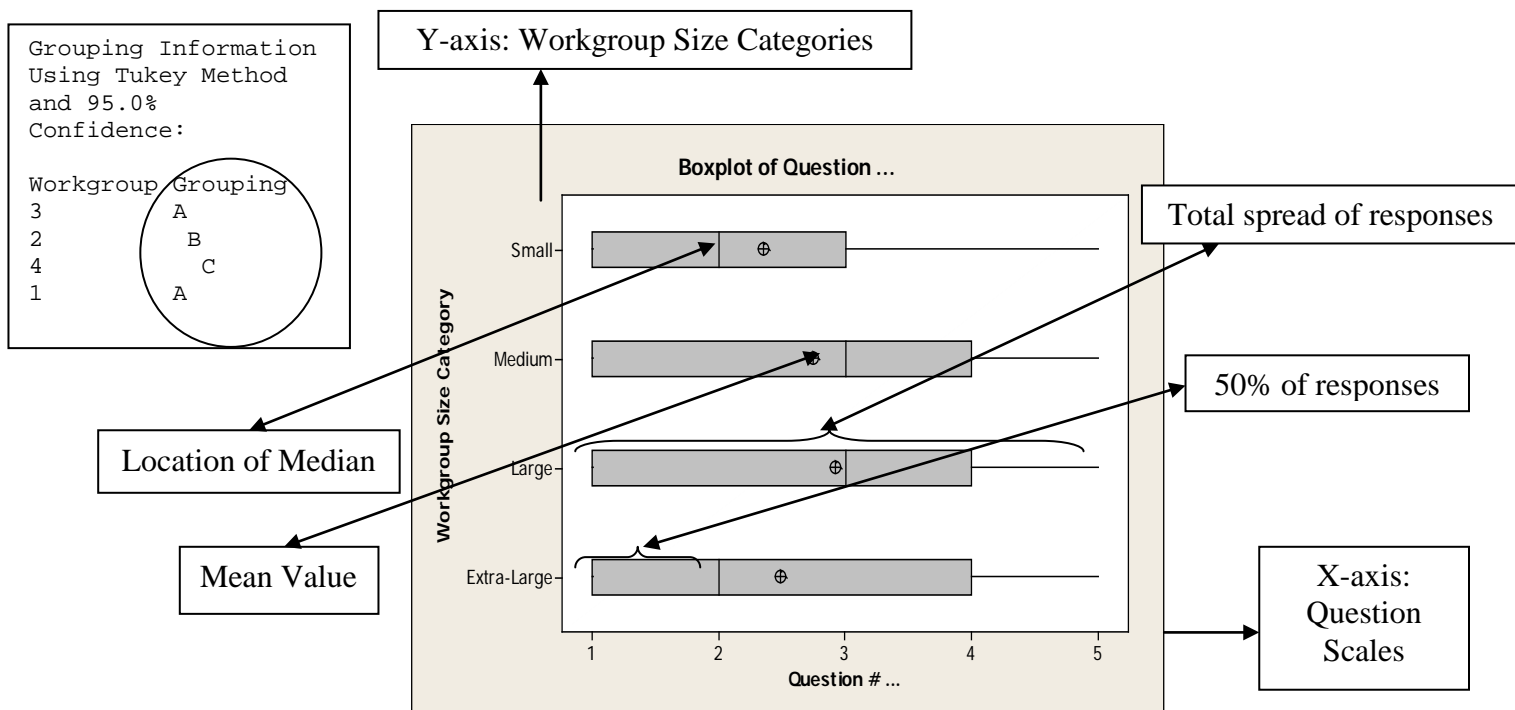 Grouping Information
Using Tukey Method
and 95.0%
Confidence:
Workgroup Grouping
3 A
2 B
4 C
1 A
Y-axis: Workgroup Size Categories
Boxplot of Question ...
Total spread of responses
50% of responses
Location of Median
Mean Value
X-axis:
Question
Scales
Workgroup Size Category
Small
Medium
Large
Extra-Large
1 2 3 4 5
Question # ...